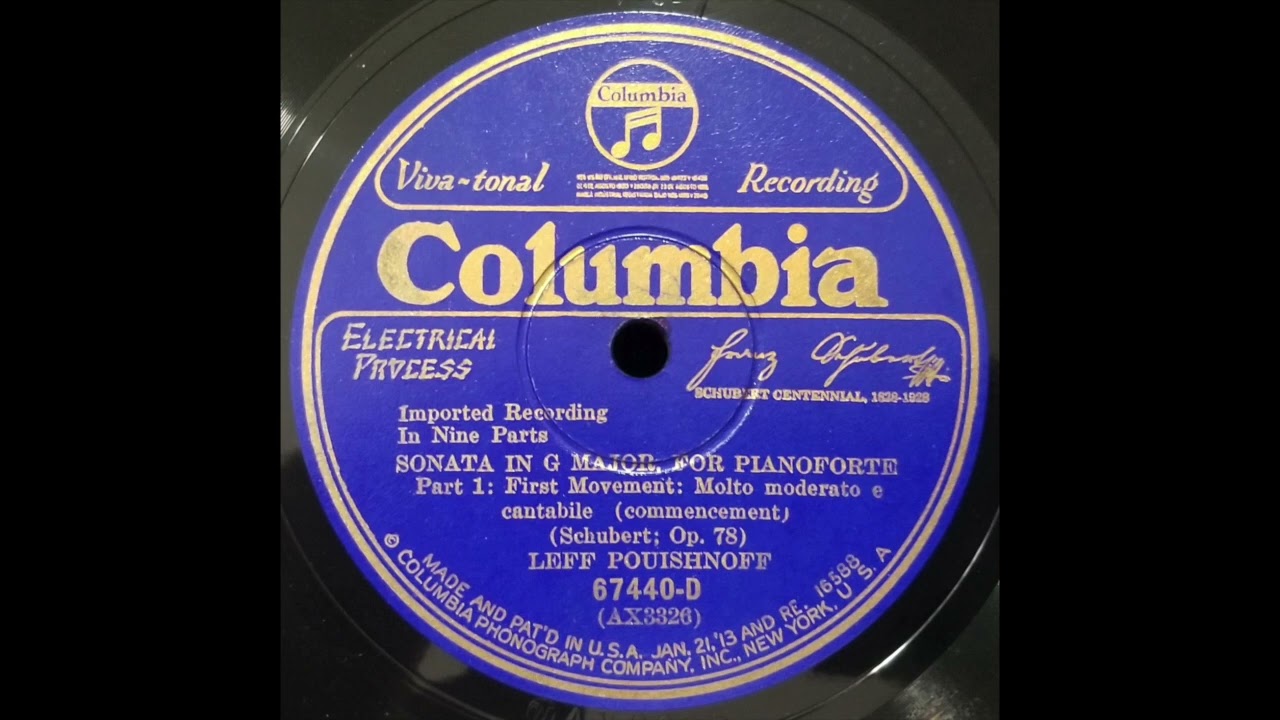 Columbia
Viva-tonal Recording
Columbia
ELECTRICAL
PROCESS
Franz Schubert
SCHUBERT CENTENNIAL, 1828-1928
Imported Recording
In Nine Parts
SONATA IN G MAJOR, FOR PIANOFORTE
Part 1: First Movement: Molto moderato e
cantabile (commencement)
(Schubert; Op. 78)
LEFF POUISHNOFF
67440-D
(AX3326)
MADE AND PAT'D IN U.S.A. JAN. 21,'13 AND RE. 16588
© COLUMBIA PHONOGRAPH COMPANY, INC., NEW YORK, U.S.A